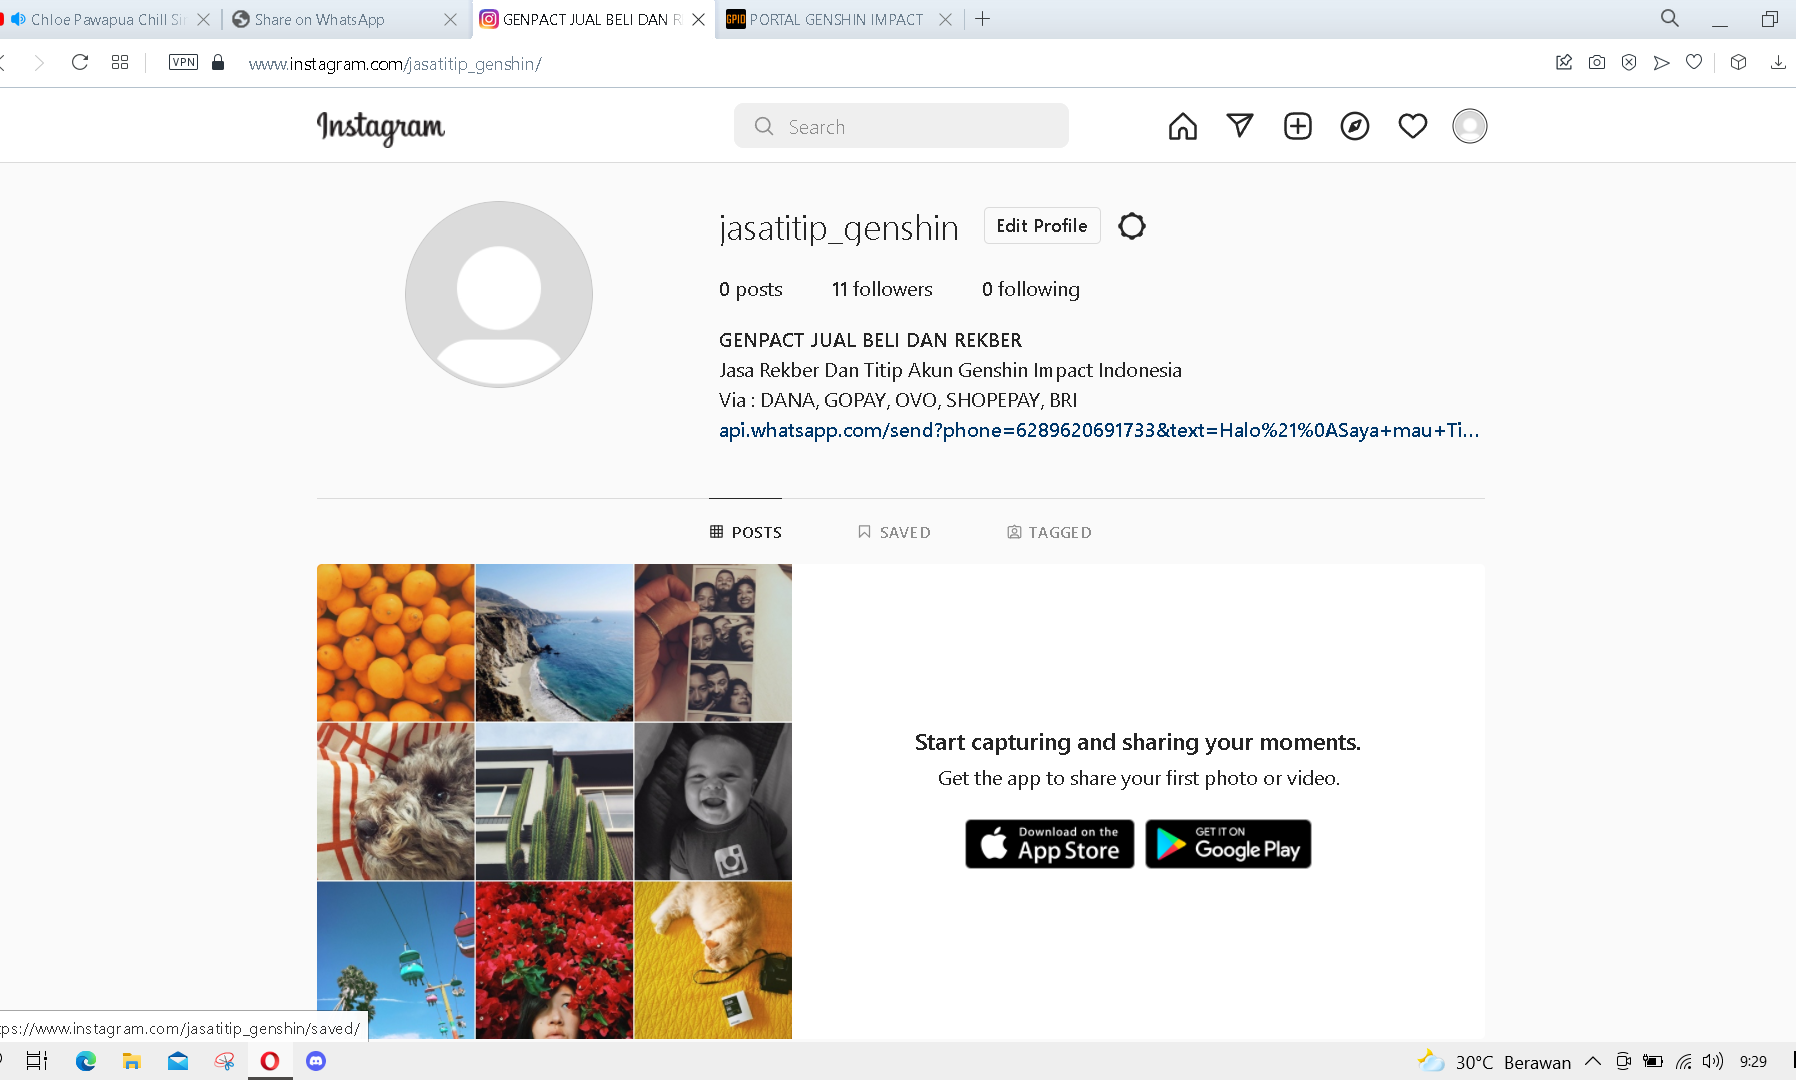 Chloe Pawapua Chill Sin
Share on WhatsApp
GENPACT JUAL BELI DAN R
GPID
PORTAL GENSHIN IMPACT
VPN
www.instagram.com/jasatitip_genshin/
Instagram
Search
jasatitip_genshin
Edit Profile
0 posts
11 followers
0 following
GENPACT JUAL BELI DAN REKBER
Jasa Rekber Dan Titip Akun Genshin Impact Indonesia
Via : DANA, GOPAY, OVO, SHOPEPAY, BRI
api.whatsapp.com/send?phone=6289620691733&text=Halo%21%0ASaya+mau+Ti...
POSTS
SAVED
TAGGED
Start capturing and sharing your moments.
Get the app to share your first photo or video.
Download on the
App Store
GET IT ON
Google Play
ps://www.instagram.com/jasatitip_genshin/saved/
30°C Berawan
9:29